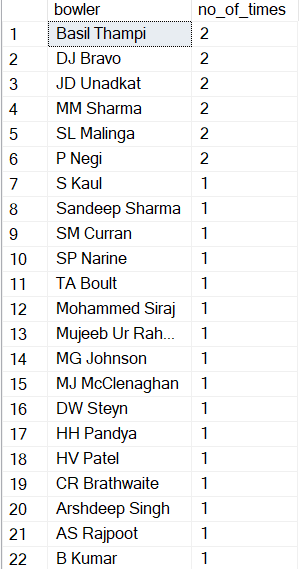 bowler no_of_times
1 Basil Thampi 2
2 DJ Bravo 2
3 JD Unadkat 2
4 MM Sharma 2
5 SL Malinga 2
6 P Negi 2
7 S Kaul 1
8 Sandeep Sharma 1
9 SM Curran 1
10 SP Narine 1
11 TA Boult 1
12 Mohammed Siraj 1
13 Mujeeb Ur Rah... 1
14 MG Johnson 1
15 MJ McClenaghan 1
16 DW Steyn 1
17 HH Pandya 1
18 HV Patel 1
19 CR Brathwaite 1
20 Arshdeep Singh 1
21 AS Rajpoot 1
22 B Kumar 1